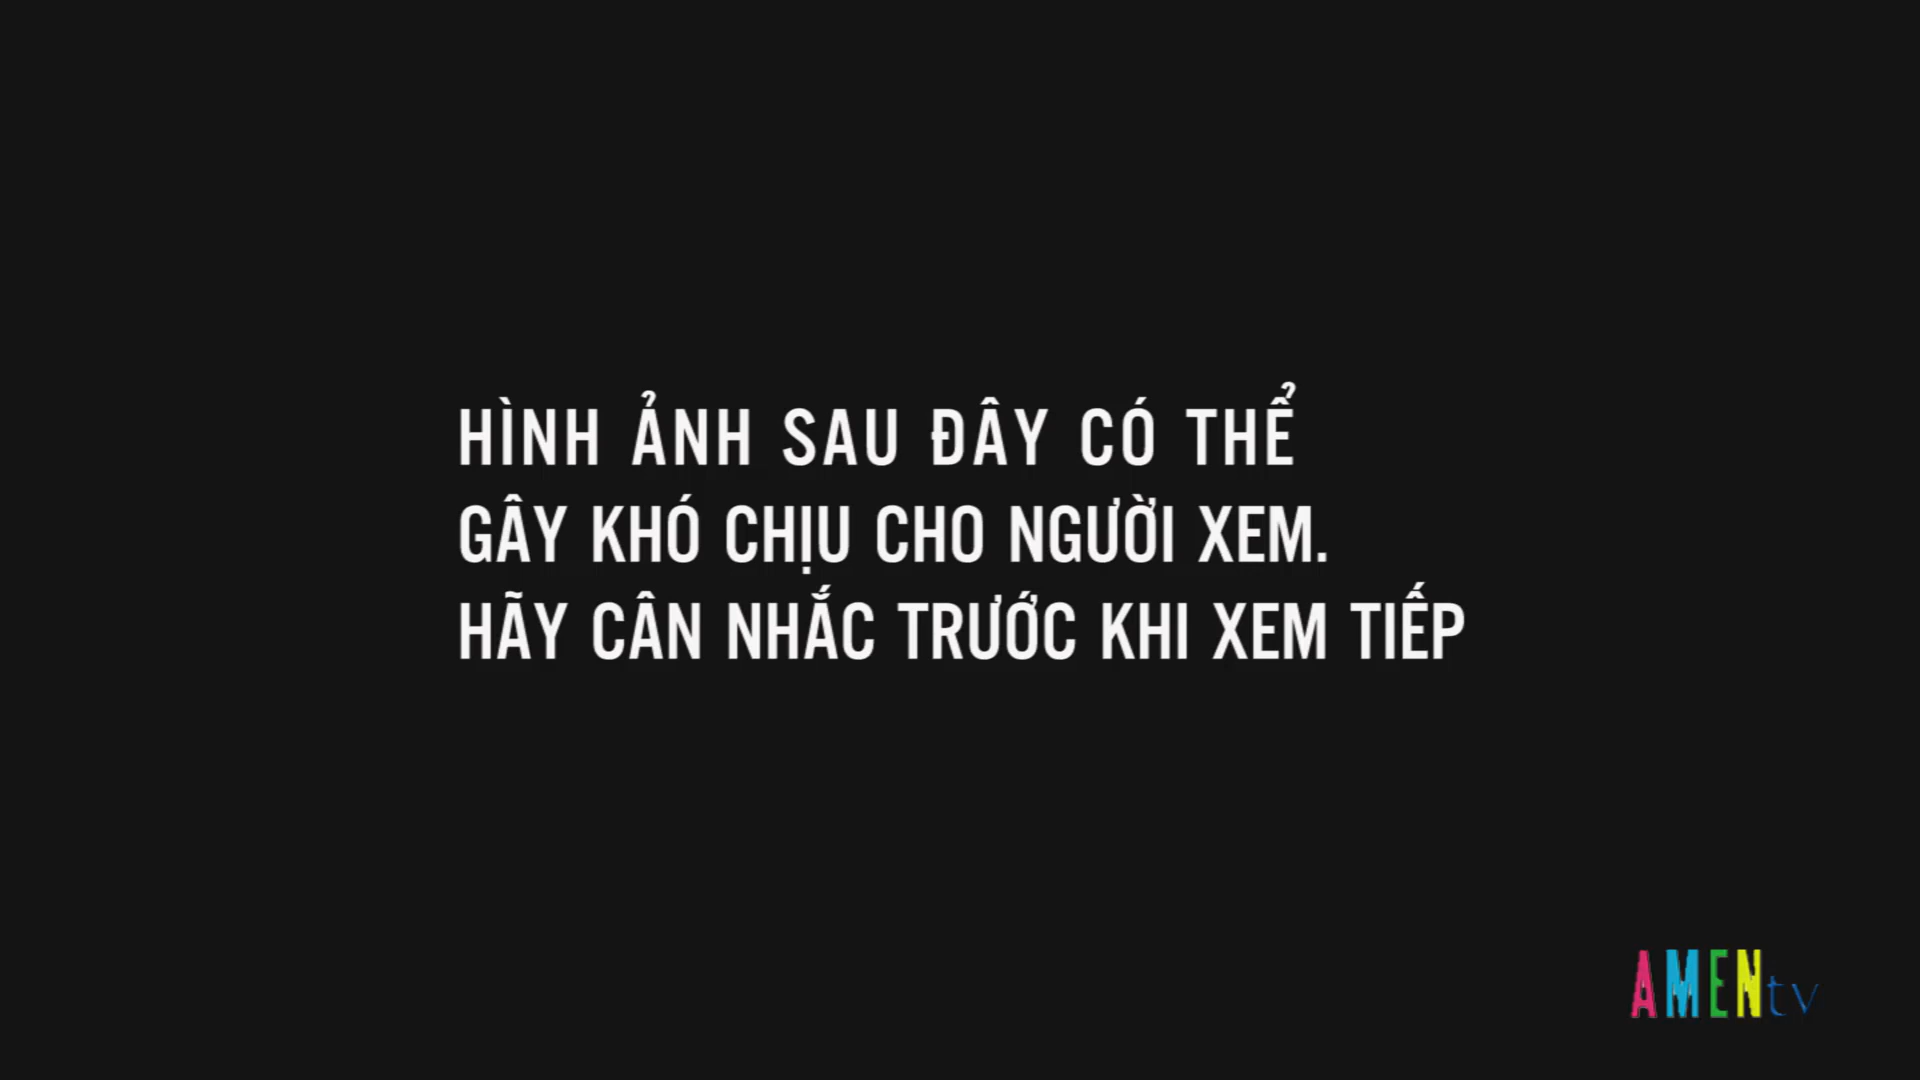 HÌNH ẢNH SAU ĐÂY CÓ THỂ
GÂY KHÓ CHỊU CHO NGƯỜI XEM.
HÃY CÂN NHẮC TRƯỚC KHI XEM TIẾP
AMENtv